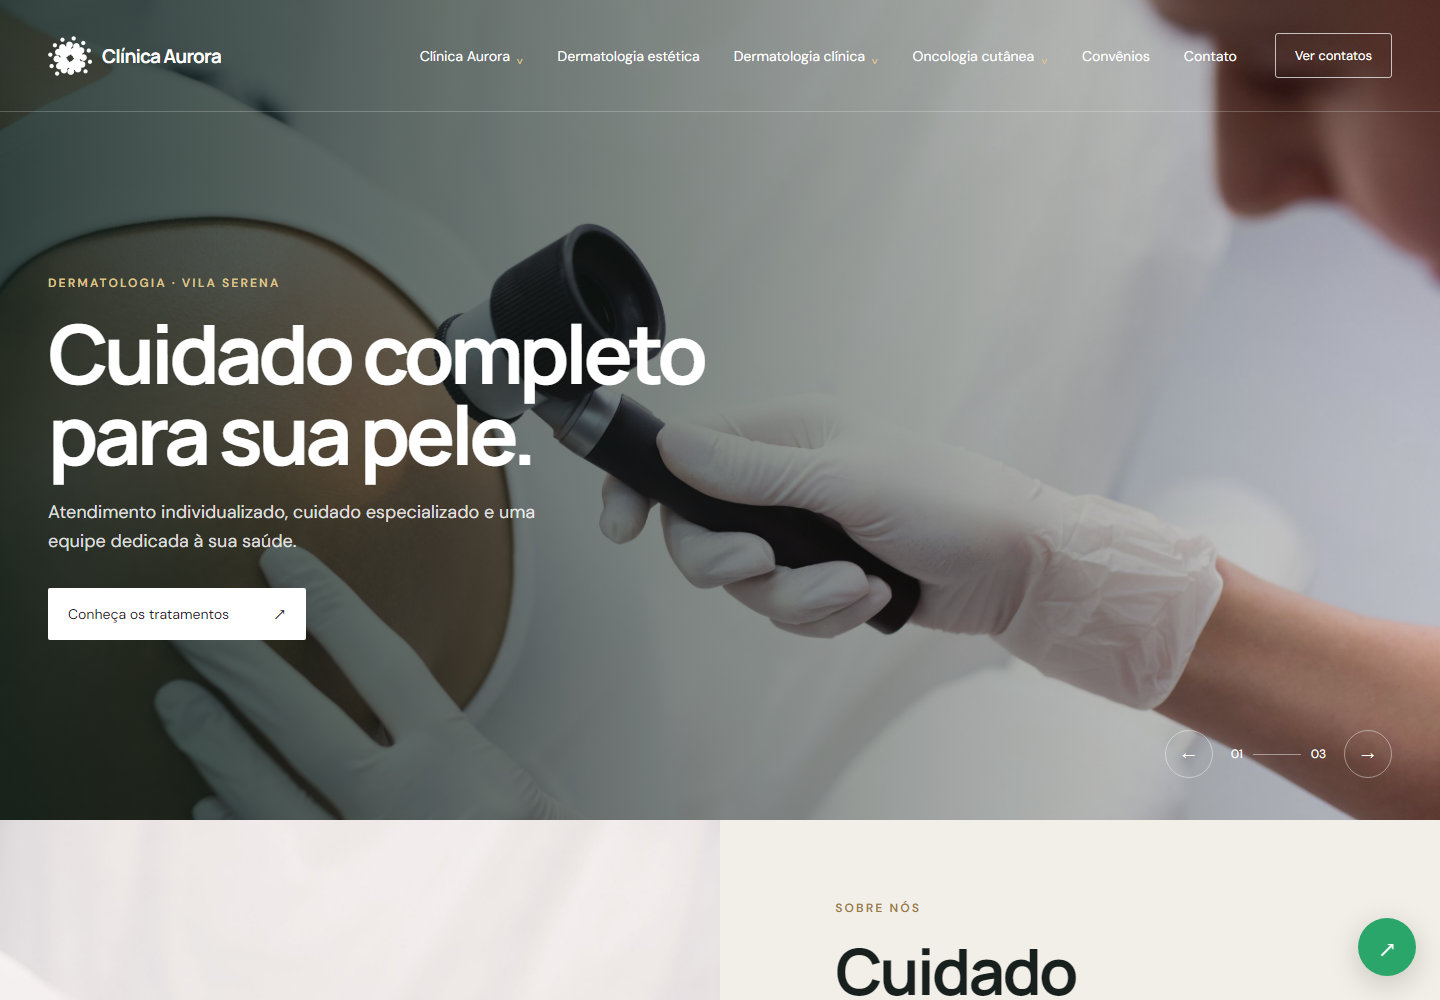 Clínica Aurora
Clínica Aurora v
Dermatologia estética
Dermatologia clínica v
Oncologia cutânea v
Convênios
Contato
Ver contatos
DERMATOLOGIA · VILA SERENA
Cuidado completo
para sua pele.
Atendimento individualizado, cuidado especializado e uma
equipe dedicada à sua saúde.
Conheça os tratamentos ↗
← 01 03 →
SOBRE NÓS
Cuidado
↗